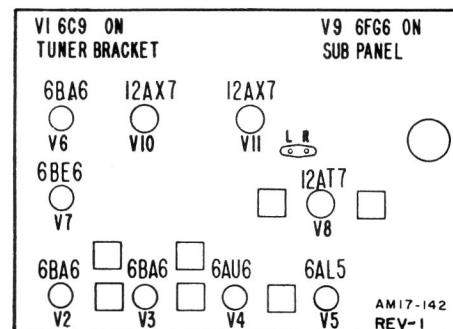 V1 6C9 ON
TUNER BRACKET
V9 6FG6 ON
SUB PANEL
6BA6 12AX7 12AX7
V6 V10 V11
L R
6BE6 12AT7
V7 V8
6BA6 6BA6 6AU6 6AL5
V2 V3 V4 V5
AM17-142
REV-1